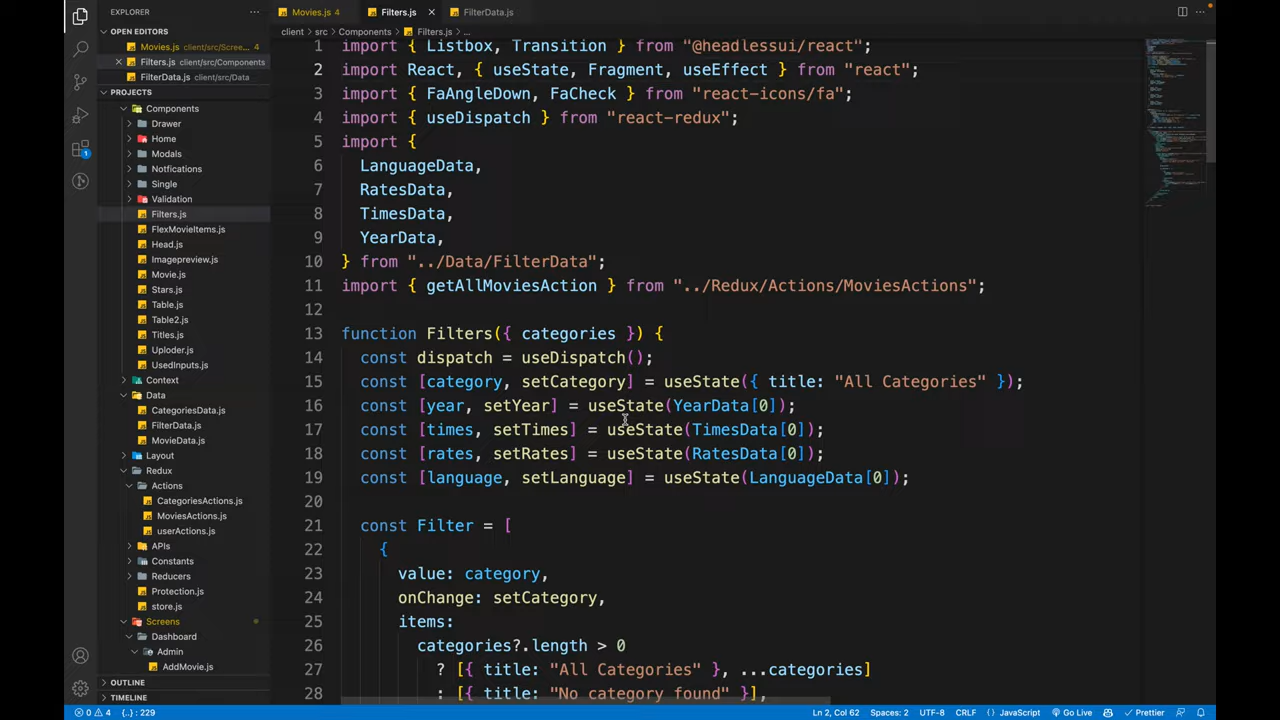 EXPLORER
OPEN EDITORS
Movies.js client/src/Scree... 4
Filters.js client/src/Components
FilterData.js client/src/Data
PROJECTS
Components
Drawer
Home
Modals
Notfications
Single
Validation
Filters.js
FlexMovieItems.js
Head.js
Imagepreview.js
Movie.js
Stars.js
Table.js
Table2.js
Titles.js
Uploder.js
UsedInputs.js
Context
Data
CategoriesData.js
FilterData.js
MovieData.js
Layout
Redux
Actions
CategoriesActions.js
MoviesActions.js
userActions.js
APIs
Constants
Reducers
Protection.js
store.js
Screens
Dashboard
Admin
AddMovie.js
OUTLINE
TIMELINE
Movies.js 4 Filters.js FilterData.js
client > src > Components > Filters.js > ...
1 import { Listbox, Transition } from "@headlessui/react";
2 import React, { useState, Fragment, useEffect } from "react";
3 import { FaAngleDown, FaCheck } from "react-icons/fa";
4 import { useDispatch } from "react-redux";
5 import {
6 LanguageData,
7 RatesData,
8 TimesData,
9 YearData,
10 } from "../Data/FilterData";
11 import { getAllMoviesAction } from "../Redux/Actions/MoviesActions";
12
13 function Filters({ categories }) {
14 const dispatch = useDispatch();
15 const [category, setCategory] = useState({ title: "All Categories" });
16 const [year, setYear] = useState(YearData[0]);
17 const [times, setTimes] = useState(TimesData[0]);
18 const [rates, setRates] = useState(RatesData[0]);
19 const [language, setLanguage] = useState(LanguageData[0]);
20
21 const Filter = [
22 {
23 value: category,
24 onChange: setCategory,
25 items:
26 categories?.length > 0
27 ? [{ title: "All Categories" }, ...categories]
28 : [{ title: "No category found" }],
1
0 4 {..} : 229 Ln 2, Col 62 Spaces: 2 UTF-8 CRLF {} JavaScript Go Live Prettier